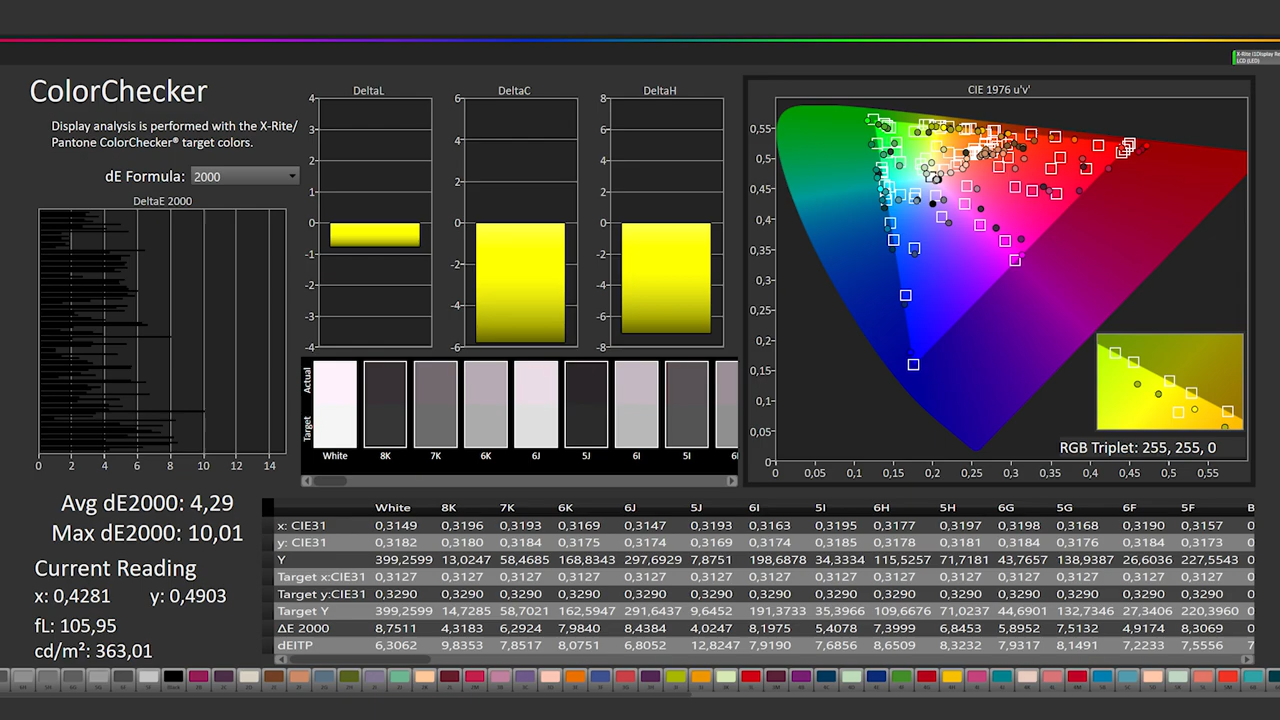 X-Rite i1Display Re
LCD (LED)
ColorChecker
Display analysis is performed with the X-Rite/
Pantone ColorChecker® target colors.
dE Formula: 2000
DeltaE 2000
0 2 4 6 8 10 12 14
DeltaL
4
3
2
1
0
-1
-2
-3
-4
DeltaC
6
4
2
0
-2
-4
-6
DeltaH
8
6
4
2
0
-2
-4
-6
-8
Actual
Target
White 8K 7K 6K 6J 5J 6I 5I 6
CIE 1976 u'v'
0,55
0,5
0,45
0,4
0,35
0,3
0,25
0,2
0,15
0,1
0,05
0
0 0,05 0,1 0,15 0,2 0,25 0,3 0,35 0,4 0,45 0,5 0,55
RGB Triplet: 255, 255, 0
Avg dE2000: 4,29
Max dE2000: 10,01
Current Reading
x: 0,4281 y: 0,4903
fL: 105,95
cd/m²: 363,01
White 8K 7K 6K 6J 5J 6I 5I 6H 5H 6G 5G 6F 5F B
x: CIE31 0,3149 0,3196 0,3193 0,3169 0,3147 0,3193 0,3163 0,3195 0,3177 0,3197 0,3168 0,3190 0,3157 0
y: CIE31 0,3182 0,3180 0,3184 0,3175 0,3174 0,3169 0,3174 0,3185 0,3178 0,3181 0,3184 0,3176 0,3184 0,3173 0
Y 399,2599 13,0247 58,4685 168,8343 297,6929 7,8751 198,6878 34,3334 115,5257 71,7181 43,7657 138,9387 26,6036 227,5543
Target x:CIE31 0,3127 0,3127 0,3127 0,3127 0,3127 0,3127 0,3127 0,3127 0,3127 0,3127 0,3127 0,3127 0,3127 0,3127 0
Target y:CIE31 0,3290 0,3290 0,3290 0,3290 0,3290 0,3290 0,3290 0,3290 0,3290 0,3290 0,3290 0,3290 0,3290 0,3290 0
Target Y 399,2599 14,7285 58,7021 162,5947 291,6437 9,6452 191,3733 35,3966 109,6676 71,0237 44,6901 132,7346 27,3406 220,3960 0
ΔE 2000 8,7511 4,3183 6,2924 7,9840 8,4384 4,0247 8,1975 5,4078 7,3999 6,8453 5,8952 7,5132 4,9174 8,3069 0
dEITP 6,3062 9,8353 7,8517 8,0751 6,8052 12,8247 7,9190 7,6856 8,6509 8,3232 7,9317 8,1491 7,2233 7,5556 0